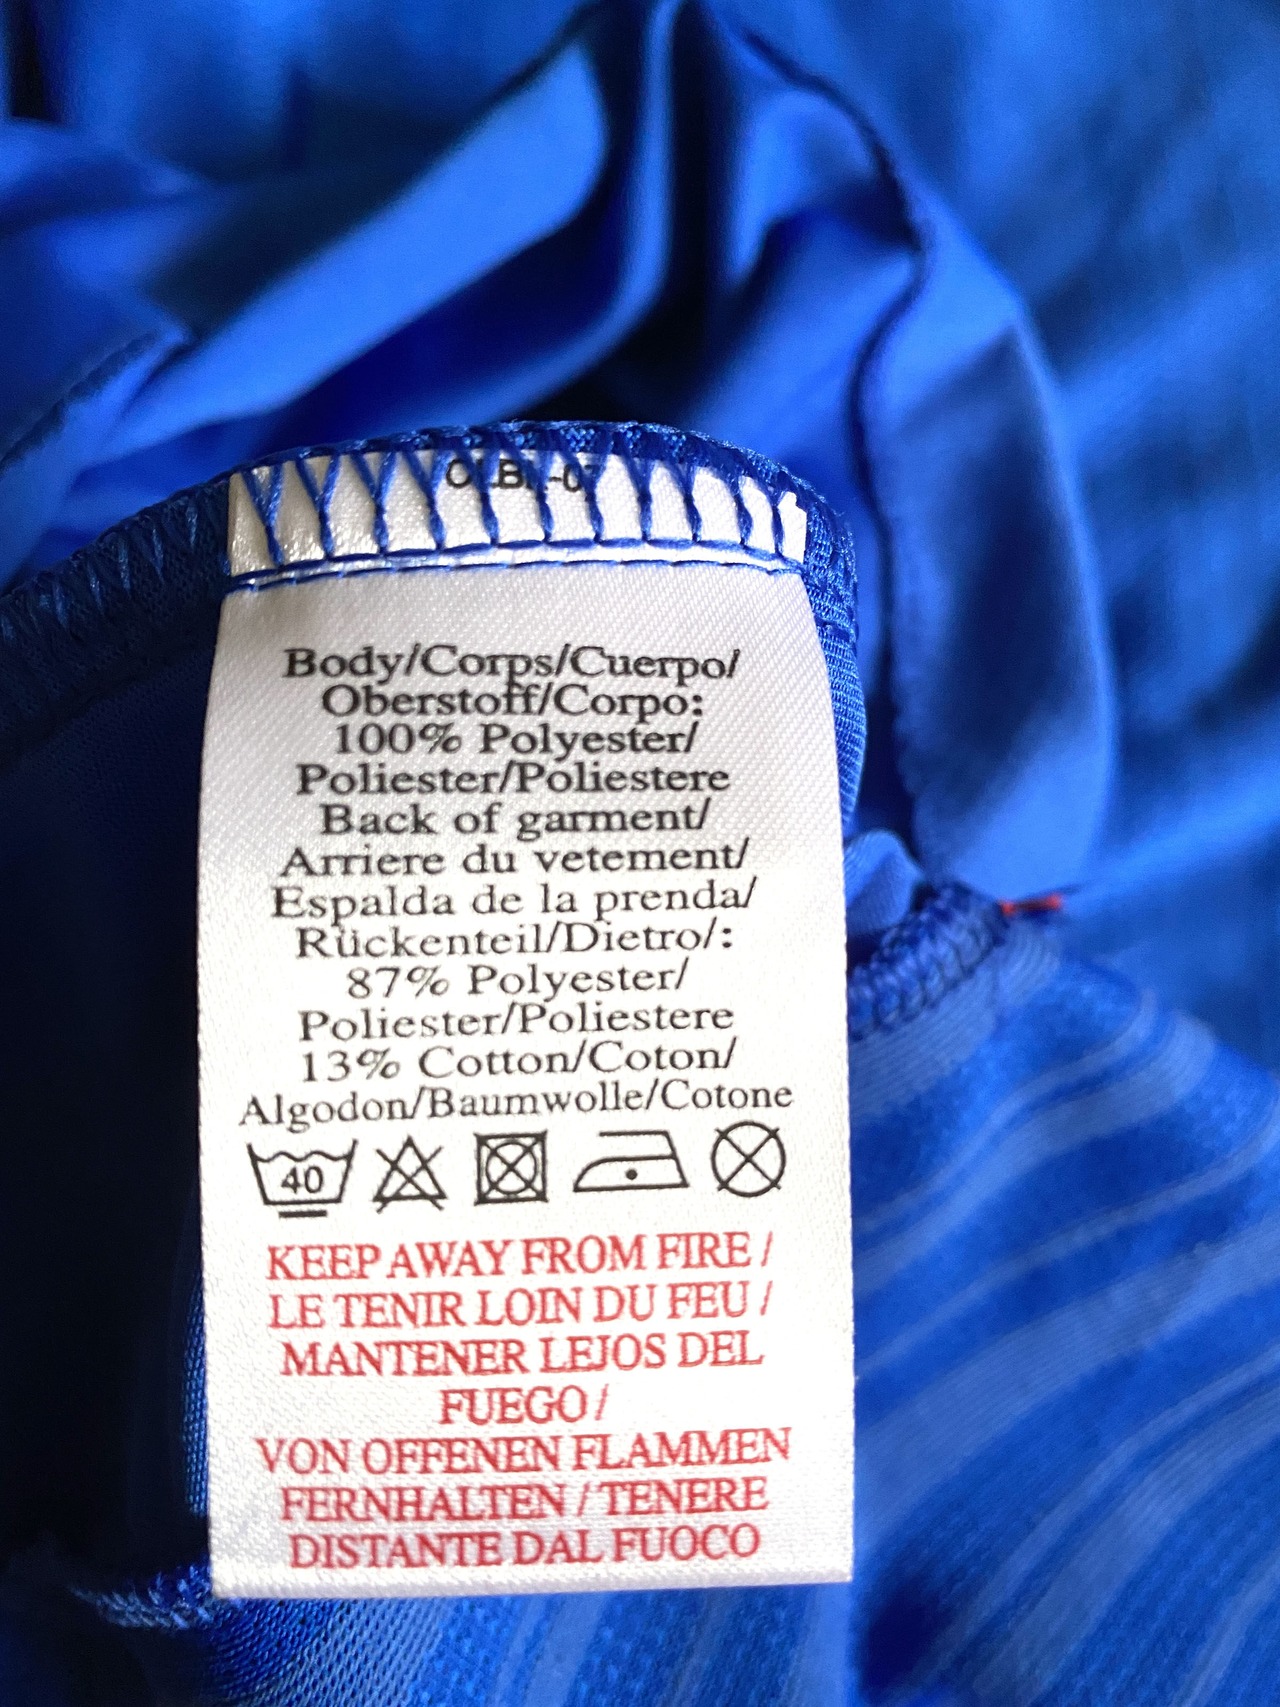 Body/Corps/Cuerpo/
Oberstoff/Corpo:
100% Polyester/
Poliester/Poliestere
Back of garment/
Arriere du vetement/
Espalda de la prenda/
Rückenteil/Dietro/:
87% Polyester/
Poliester/Poliestere
13% Cotton/Coton/
Algodon/Baumwolle/Cotone
40
KEEP AWAY FROM FIRE /
LE TENIR LOIN DU FEU /
MANTENER LEJOS DEL
FUEGO /
VON OFFENEN FLAMMEN
FERNHALTEN / TENERE
DISTANTE DAL FUOCO